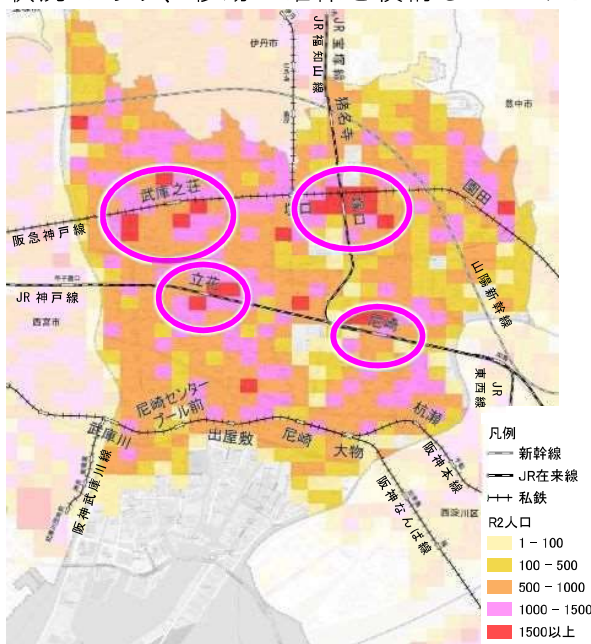 伊丹市
JR宝塚線
JR福知山線
猪名寺
豊中市
武庫之荘
塚口
園田
阪急神戸線
立花
JR神戸線
西宮市
尼崎
山陽新幹線
JR東西線
尼崎センタープール前
武庫川
出屋敷
尼崎
大物
杭瀬
阪神武庫川線
阪神本線
阪神なんば線
西淀川区
凡例
新幹線
JR在来線
私鉄
R2人口
1 - 100
100 - 500
500 - 1000
1000 - 1500
1500以上